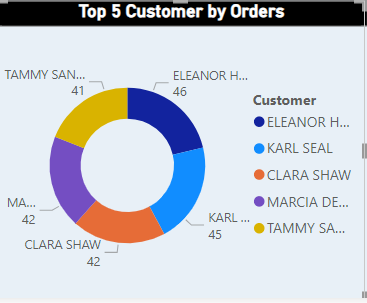 Top 5 Customer by Orders
TAMMY SAN...
41
ELEANOR H...
46
MA...
42
CLARA SHAW
42
KARL ...
45
Customer
ELEANOR H...
KARL SEAL
CLARA SHAW
MARCIA DE...
TAMMY SA...